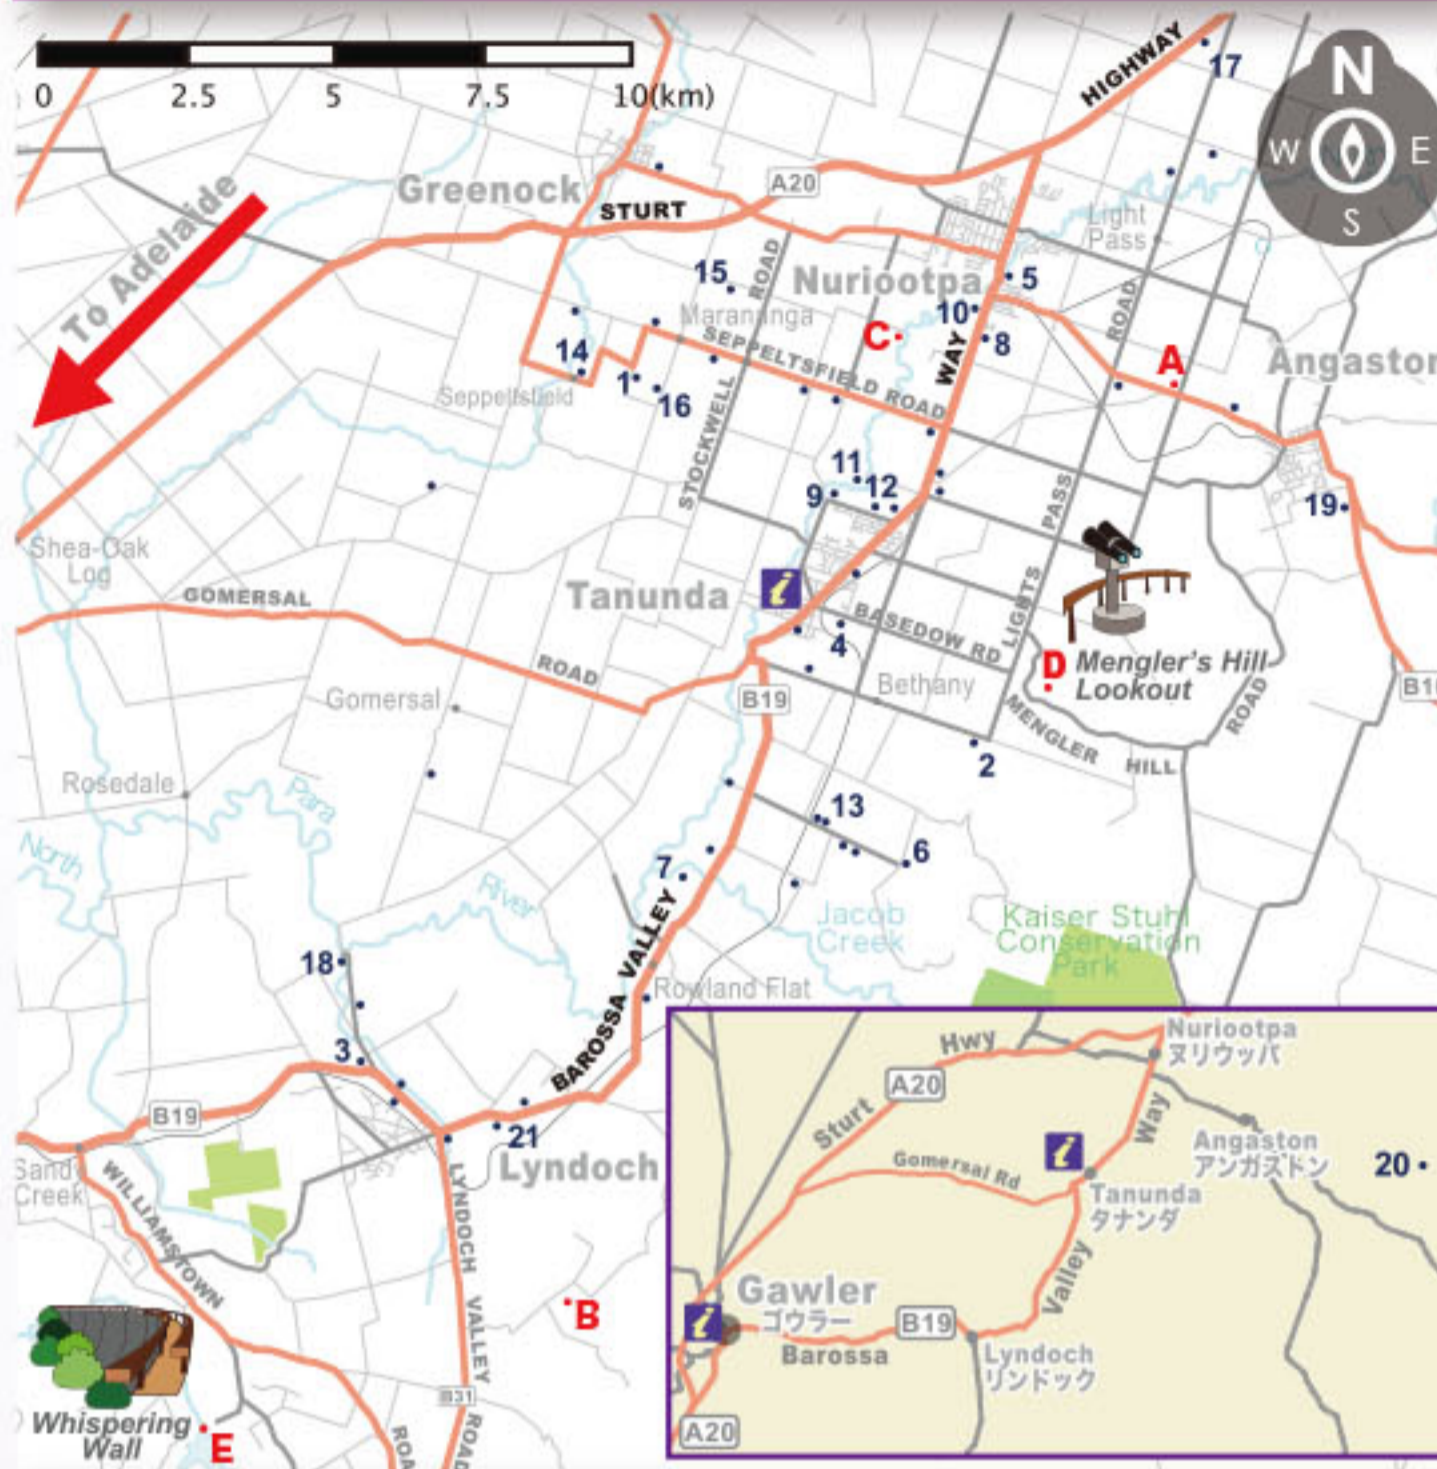 0 2.5 5 7.5 10(km)
N
W E
S
HIGHWAY
17
To Adelaide
Greenock
STURT
A20
Light
Pass
15
ROAD
Nuriootpa
5
Marananga
10
8
C
A
WAY
ROAD
SEPPELTSFIELD ROAD
14
1
16
Seppeltsfield
Angaston
STOCKWELL
11
9
12
PASS
19
Shea-Oak
Log
GOMERSAL
Tanunda
i
LIGHTS
BASEDOW RD
4
ROAD
D
Mengler's Hill
Lookout
Gomersal
B19
Bethany
ROAD
MENGLER HILL
2
Rosedale
North
Para
River
13
6
7
Jacob
Creek
Kaiser Stuhl
Conservation
Park
18
Rowland Flat
BAROSSA VALLEY
3
B19
21
Lyndoch
Sandy
Creek
WILLIAMSTOWN
LYNDOCH VALLEY
B
B31
ROAD
Whispering
Wall
E
Nuriootpa
ヌリウッパ
Hwy
A20
Sturt
Way
i
Gomersal Rd
Angaston
アンガストン
20
Tanunda
タナンダ
Valley
Gawler
ゴウラー
i
B19
Barossa
Lyndoch
リンドック
A20